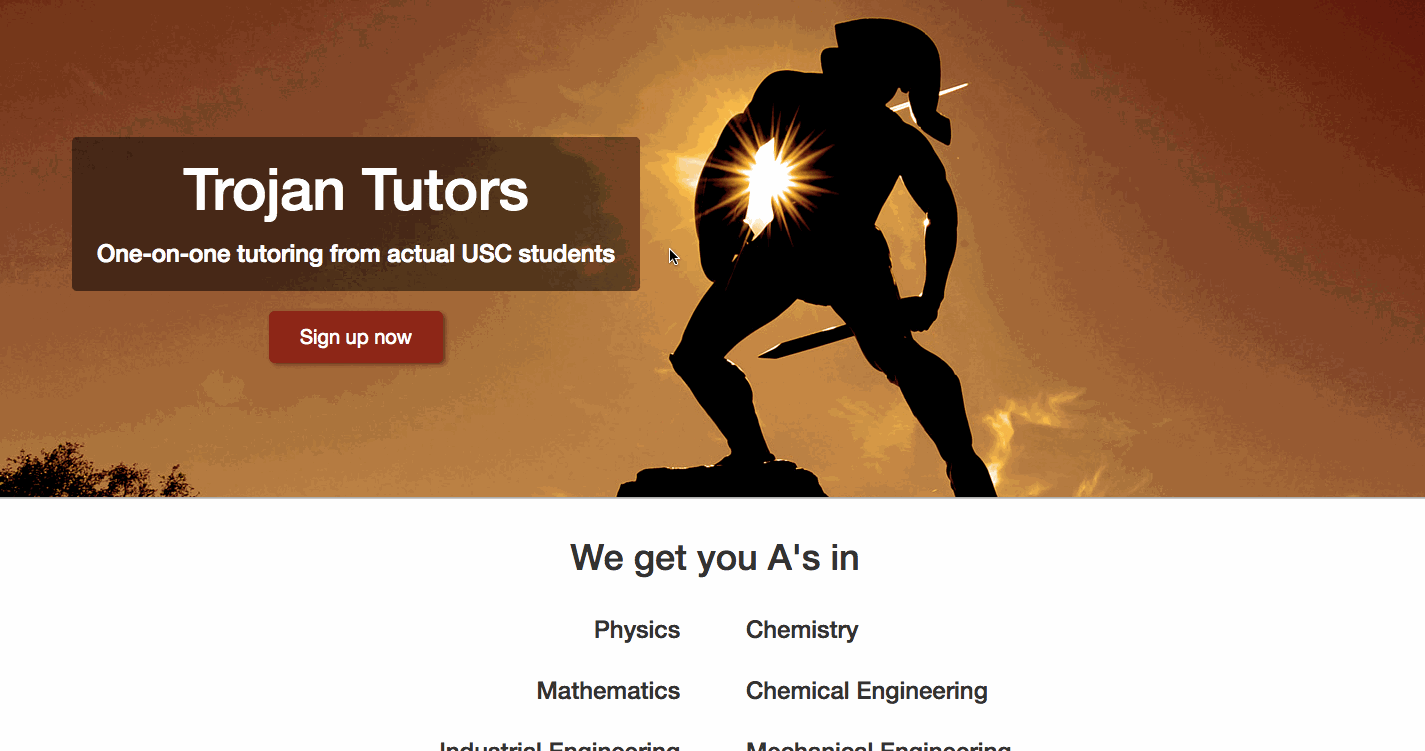 Trojan Tutors
One-on-one tutoring from actual USC students
Sign up now
We get you A's in
Physics
Chemistry
Mathematics
Chemical Engineering
Industrial Engineering
Mechanical Engineering